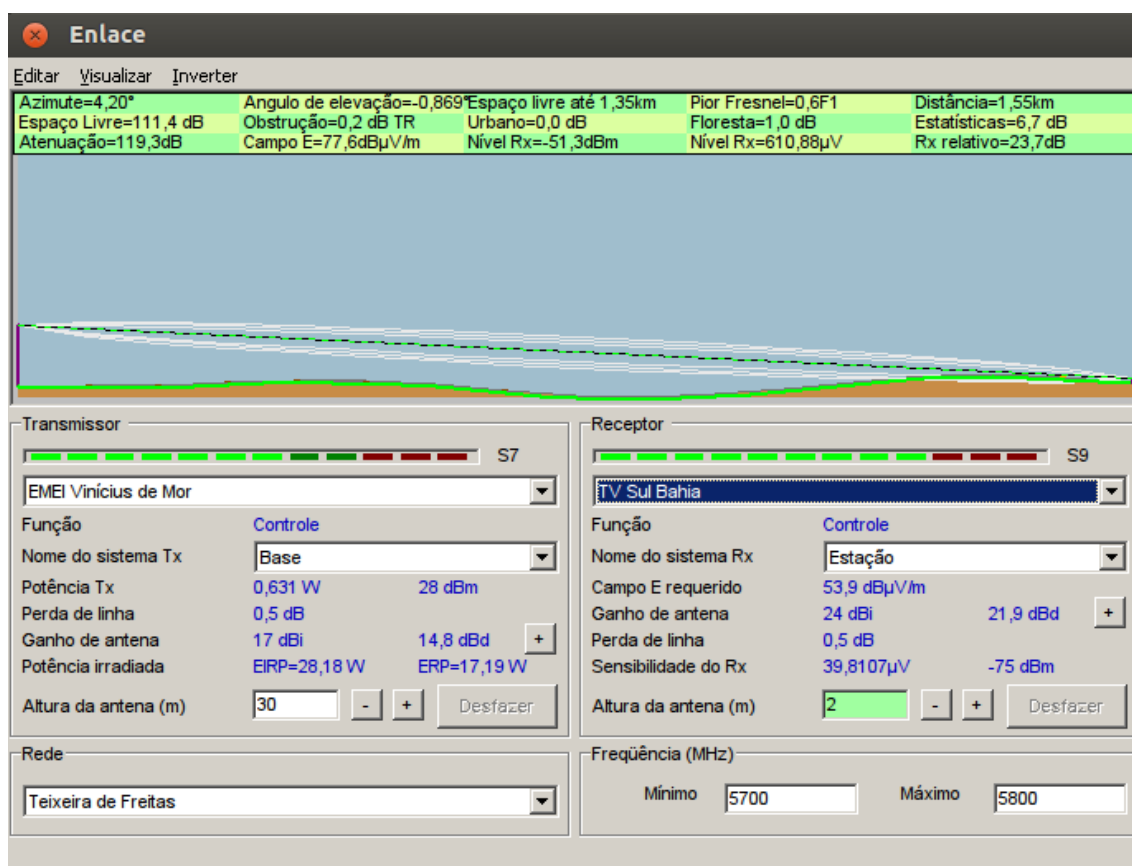 Enlace
Editar Visualizar Inverter
Azimute=4,20° Angulo de elevação=-0,869° Espaço livre até 1,35km Pior Fresnel=0,6F1 Distância=1,55km
Espaço Livre=111,4 dB Obstrução=0,2 dB TR Urbano=0,0 dB Floresta=1,0 dB Estatísticas=6,7 dB
Atenuação=119,3dB Campo E=77,6dBµV/m Nível Rx=-51,3dBm Nível Rx=610,88µV Rx relativo=23,7dB
Transmissor Receptor
S7 S9
EMEI Vinícius de Mor TV Sul Bahia
Função Controle Função Controle
Nome do sistema Tx Base Nome do sistema Rx Estação
Potência Tx 0,631 W 28 dBm Campo E requerido 53,9 dBµV/m
Perda de linha 0,5 dB Ganho de antena 24 dBi 21,9 dBd +
Ganho de antena 17 dBi 14,8 dBd + Perda de linha 0,5 dB
Potência irradiada EIRP=28,18 W ERP=17,19 W Sensibilidade do Rx 39,8107µV -75 dBm
Altura da antena (m) 30 - + Desfazer Altura da antena (m) 2 - + Desfazer
Rede Freqüência (MHz)
Teixeira de Freitas Mínimo 5700 Máximo 5800